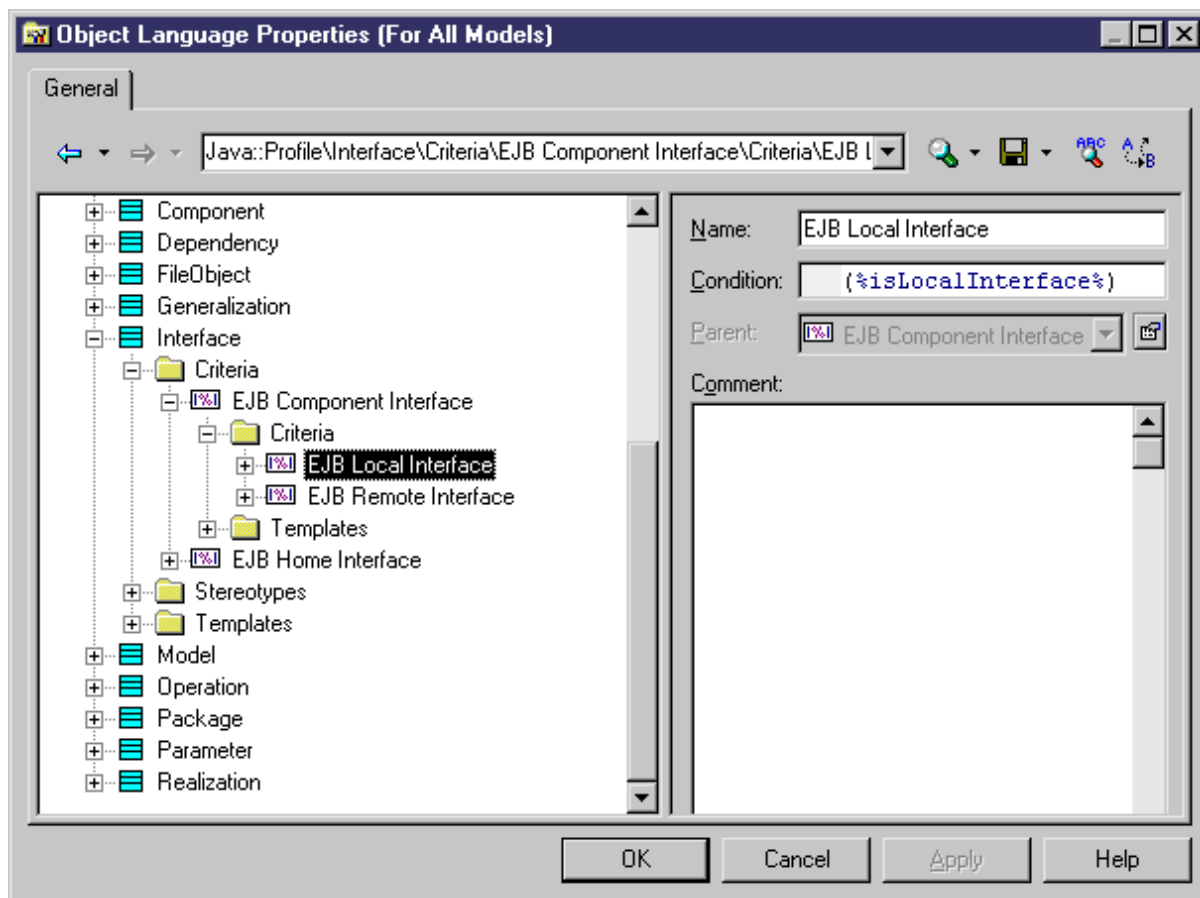 Object Language Properties (For All Models)
General
Java::Profile\Interface\Criteria\EJB Component Interface\Criteria\EJB L
Component
Dependency
FileObject
Generalization
Interface
Criteria
EJB Component Interface
Criteria
EJB Local Interface
EJB Remote Interface
Templates
EJB Home Interface
Stereotypes
Templates
Model
Operation
Package
Parameter
Realization
Name: EJB Local Interface
Condition: (%isLocalInterface%)
Parent: EJB Component Interface
Comment:
OK Cancel Apply Help